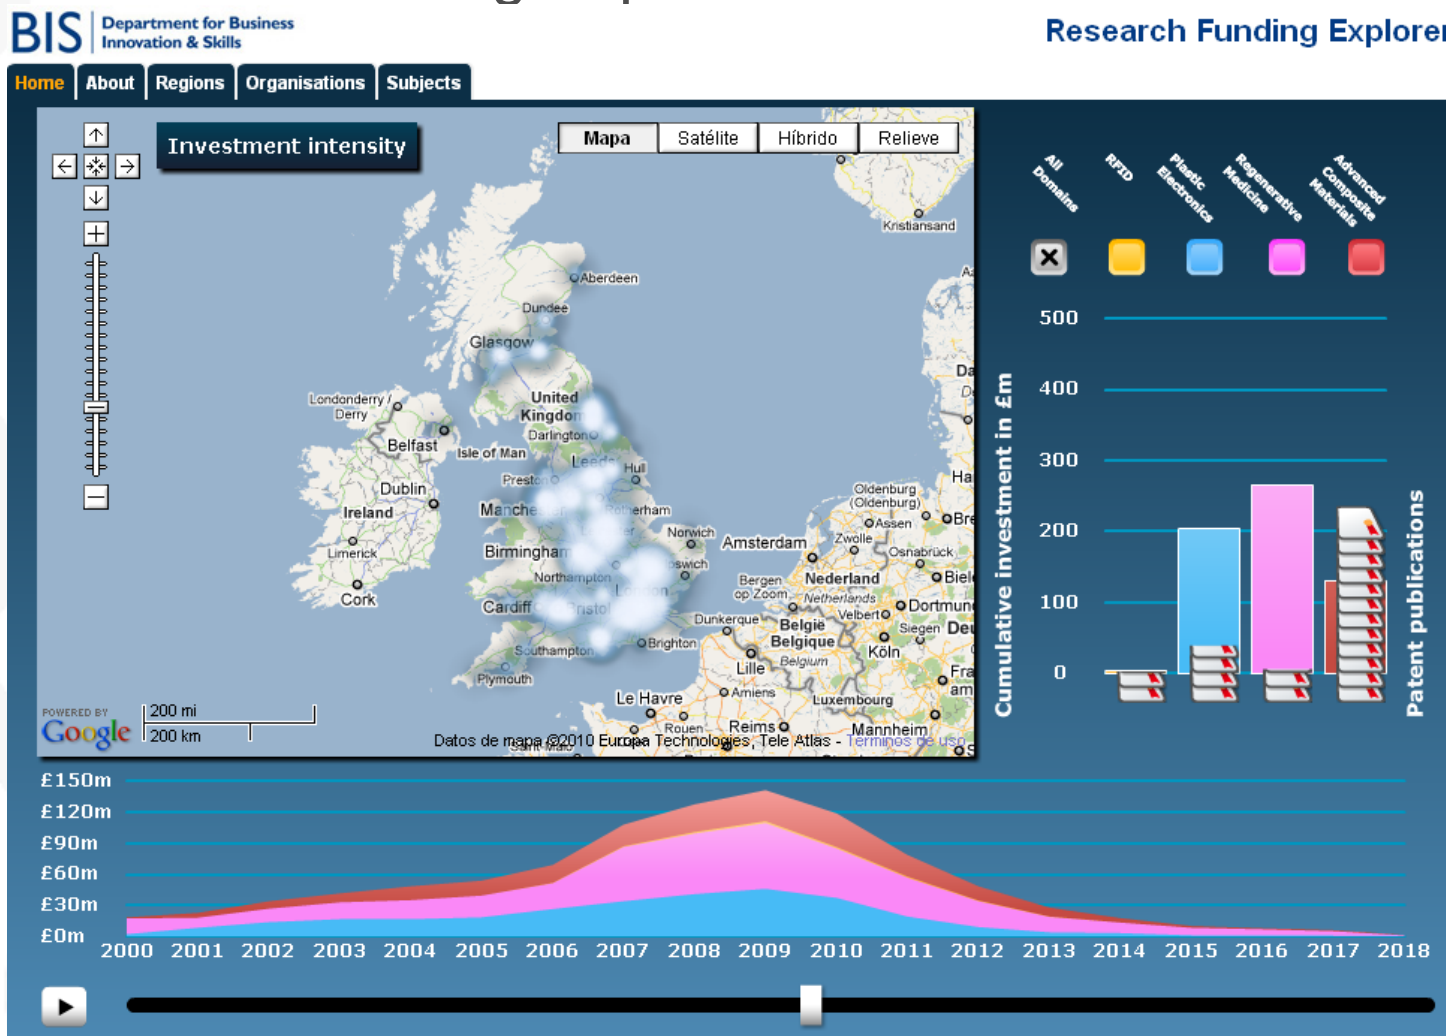 BIS
Department for Business
Innovation & Skills
Research Funding Explorer
Home
About
Regions
Organisations
Subjects
Investment intensity
Mapa
Satélite
Híbrido
Relieve
Kristiansand
Aberdeen
Dundee
Glasgow
Londonderry /
Derry
United
Kingdom
Darlington
Belfast
Isle of Man
Leeds
Hull
Preston
Dublin
Ireland
Rotherham
Limerick
Norwich
Birmingham
Northampton
Cork
Cardiff
Bristol
London
Brighton
Southampton
Plymouth
Oldenburg
(Oldenburg)
Assen
Amsterdam
Zwolle
Osnabrück
Bergen
op Zoom
Nederland
Netherlands
Velbert
Dunkerque
België
Belgique
Belgium
Siegen
Köln
Lille
Le Havre
Amiens
Luxembourg
Rouen
Reims
Mannheim
POWERED BY
Google
200 mi
200 km
Datos de mapa ©2010 Europa Technologies, Tele Atlas - Términos de uso
All
Domains
RFID
Plastic
Electronics
Regenerative
Medicine
Advanced
Composite
Materials
Cumulative investment in £m
500
400
300
200
100
0
Patent publications
£150m
£120m
£90m
£60m
£30m
£0m
2000 2001 2002 2003 2004 2005 2006 2007 2008 2009 2010 2011 2012 2013 2014 2015 2016 2017 2018